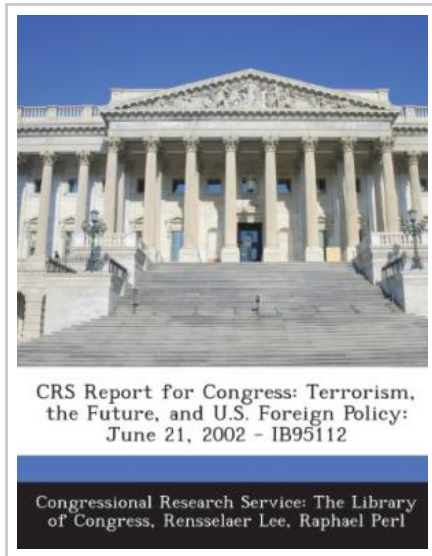 CRS Report for Congress: Terrorism,
the Future, and U.S. Foreign Policy:
June 21, 2002 - IB95112
Congressional Research Service: The Library
of Congress, Rensselaer Lee, Raphael Perl